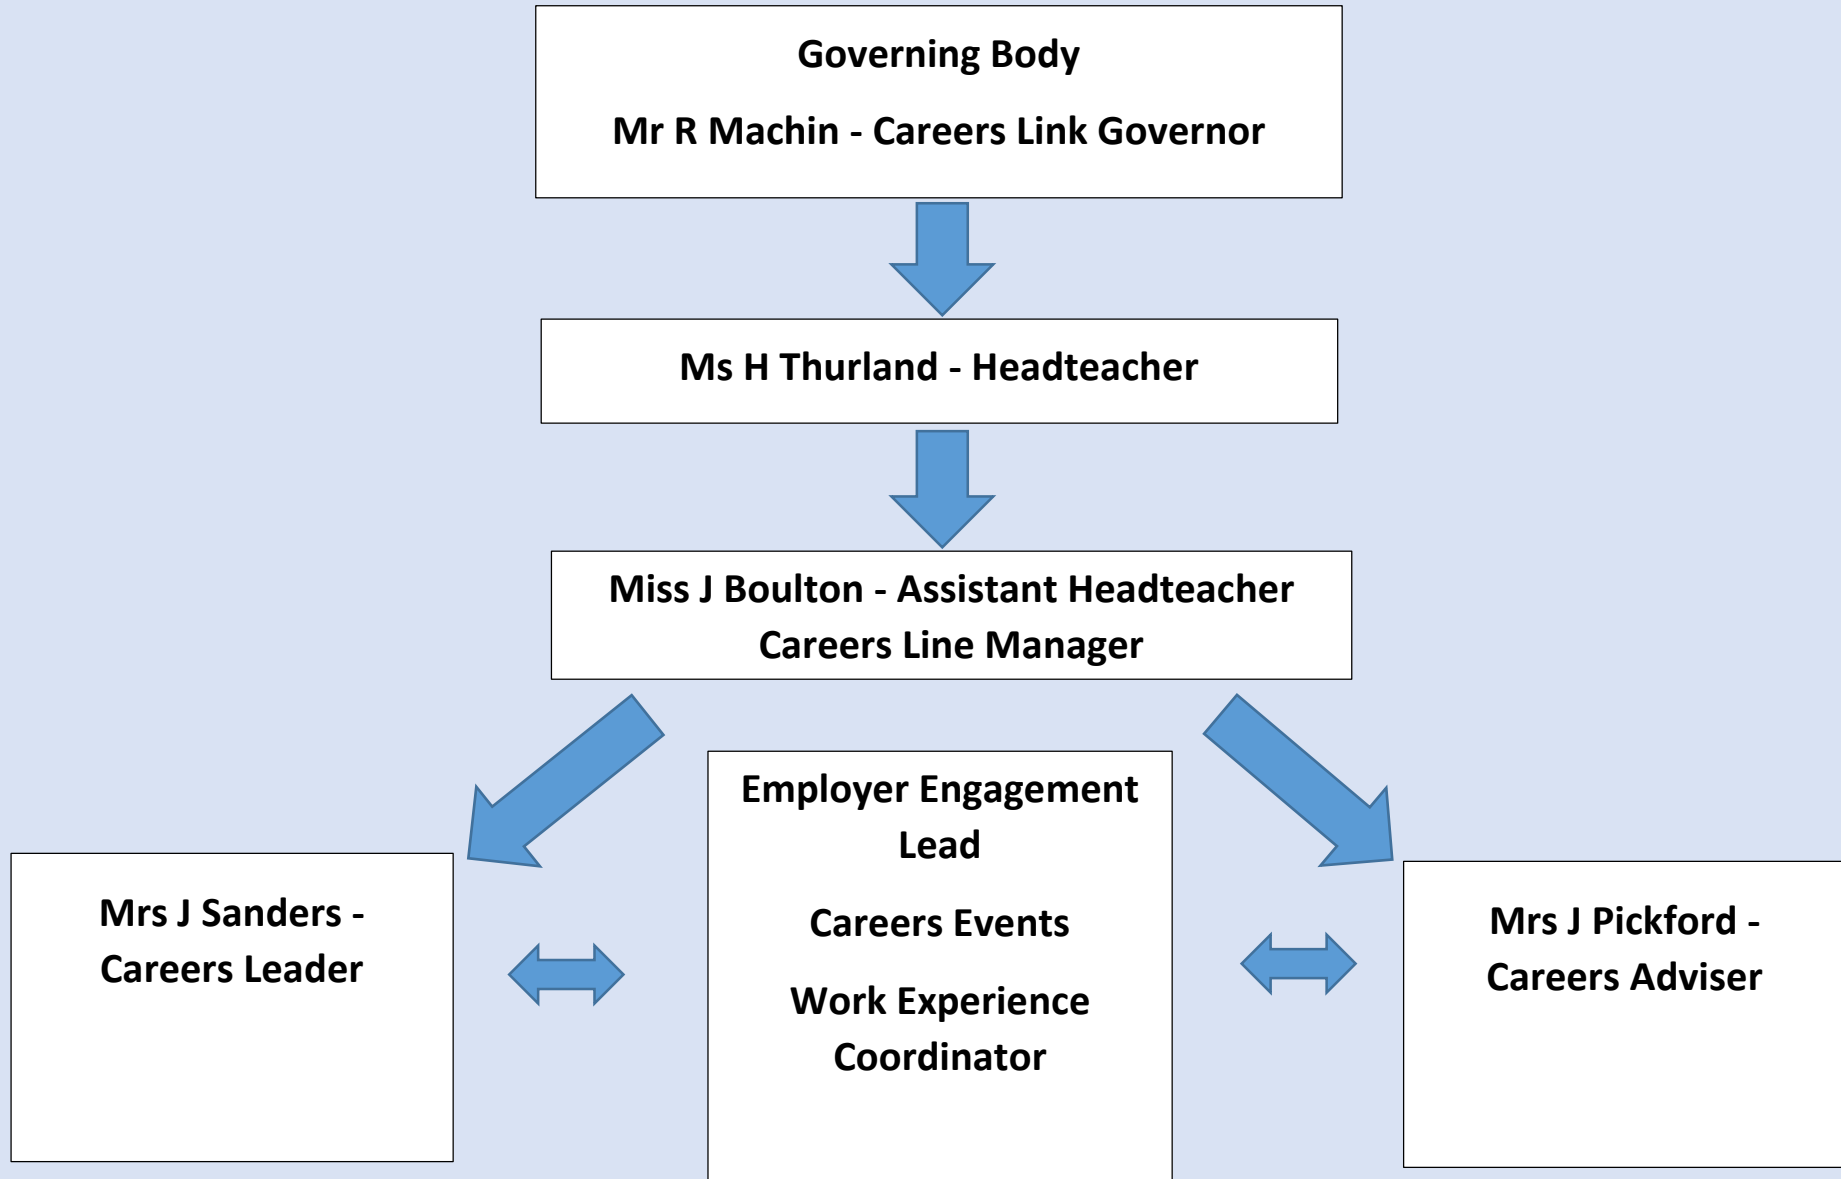 Governing Body
Mr R Machin - Careers Link Governor
Ms H Thurland - Headteacher
Miss J Boulton - Assistant Headteacher
Careers Line Manager
Mrs J Sanders -
Careers Leader
Employer Engagement
Lead
Careers Events
Work Experience
Coordinator
Mrs J Pickford -
Careers Adviser